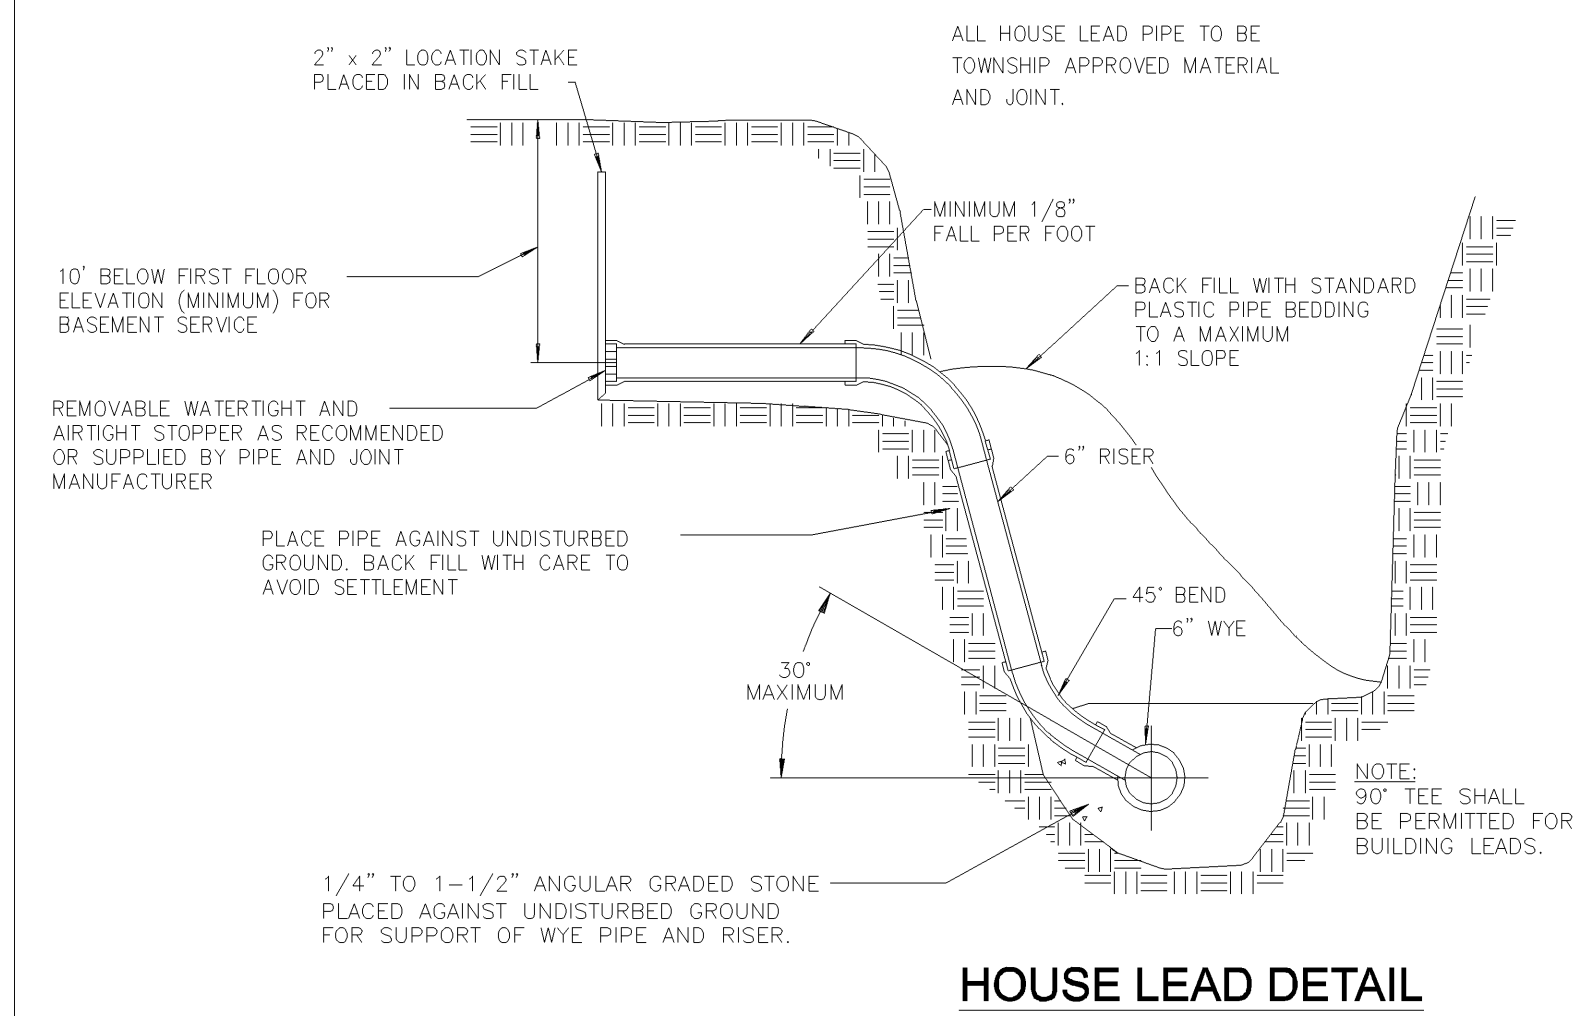 ALL HOUSE LEAD PIPE TO BE
TOWNSHIP APPROVED MATERIAL
AND JOINT.
2” x 2” LOCATION STAKE
PLACED IN BACK FILL
MINIMUM 1/8”
FALL PER FOOT
10' BELOW FIRST FLOOR
ELEVATION (MINIMUM) FOR
BASEMENT SERVICE
BACK FILL WITH STANDARD
PLASTIC PIPE BEDDING
TO A MAXIMUM
1:1 SLOPE
REMOVABLE WATERTIGHT AND
AIRTIGHT STOPPER AS RECOMMENDED
OR SUPPLIED BY PIPE AND JOINT
MANUFACTURER
6” RISER
PLACE PIPE AGAINST UNDISTURBED
GROUND. BACK FILL WITH CARE TO
AVOID SETTLEMENT
45° BEND
6” WYE
30°
MAXIMUM
NOTE:
90° TEE SHALL
BE PERMITTED FOR
BUILDING LEADS.
1/4” TO 1-1/2” ANGULAR GRADED STONE
PLACED AGAINST UNDISTURBED GROUND
FOR SUPPORT OF WYE PIPE AND RISER.
HOUSE LEAD DETAIL